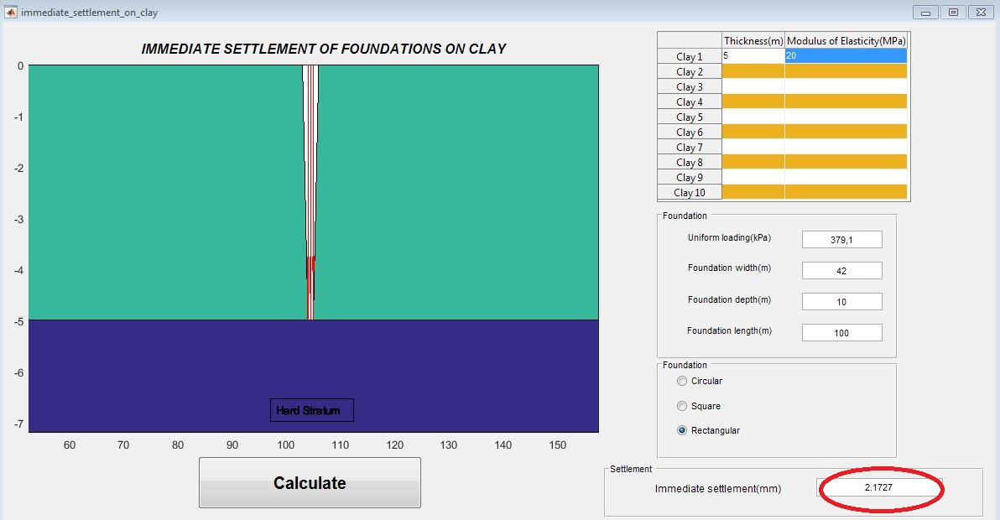 immediate_settlement_on_clay
IMMEDIATE SETTLEMENT OF FOUNDATIONS ON CLAY
0
-1
-2
-3
-4
-5
-6
-7
Hard Stratum
60 70 80 90 100 110 120 130 140 150
Calculate
Thickness(m) Modulus of Elasticity(MPa)
Clay 1 5 20
Clay 2
Clay 3
Clay 4
Clay 5
Clay 6
Clay 7
Clay 8
Clay 9
Clay 10
Foundation
Uniform loading(kPa) 379,1
Foundation width(m) 42
Foundation depth(m) 10
Foundation length(m) 100
Foundation
Circular
Square
Rectangular
Settlement
Immediate settlement(mm) 2.1727